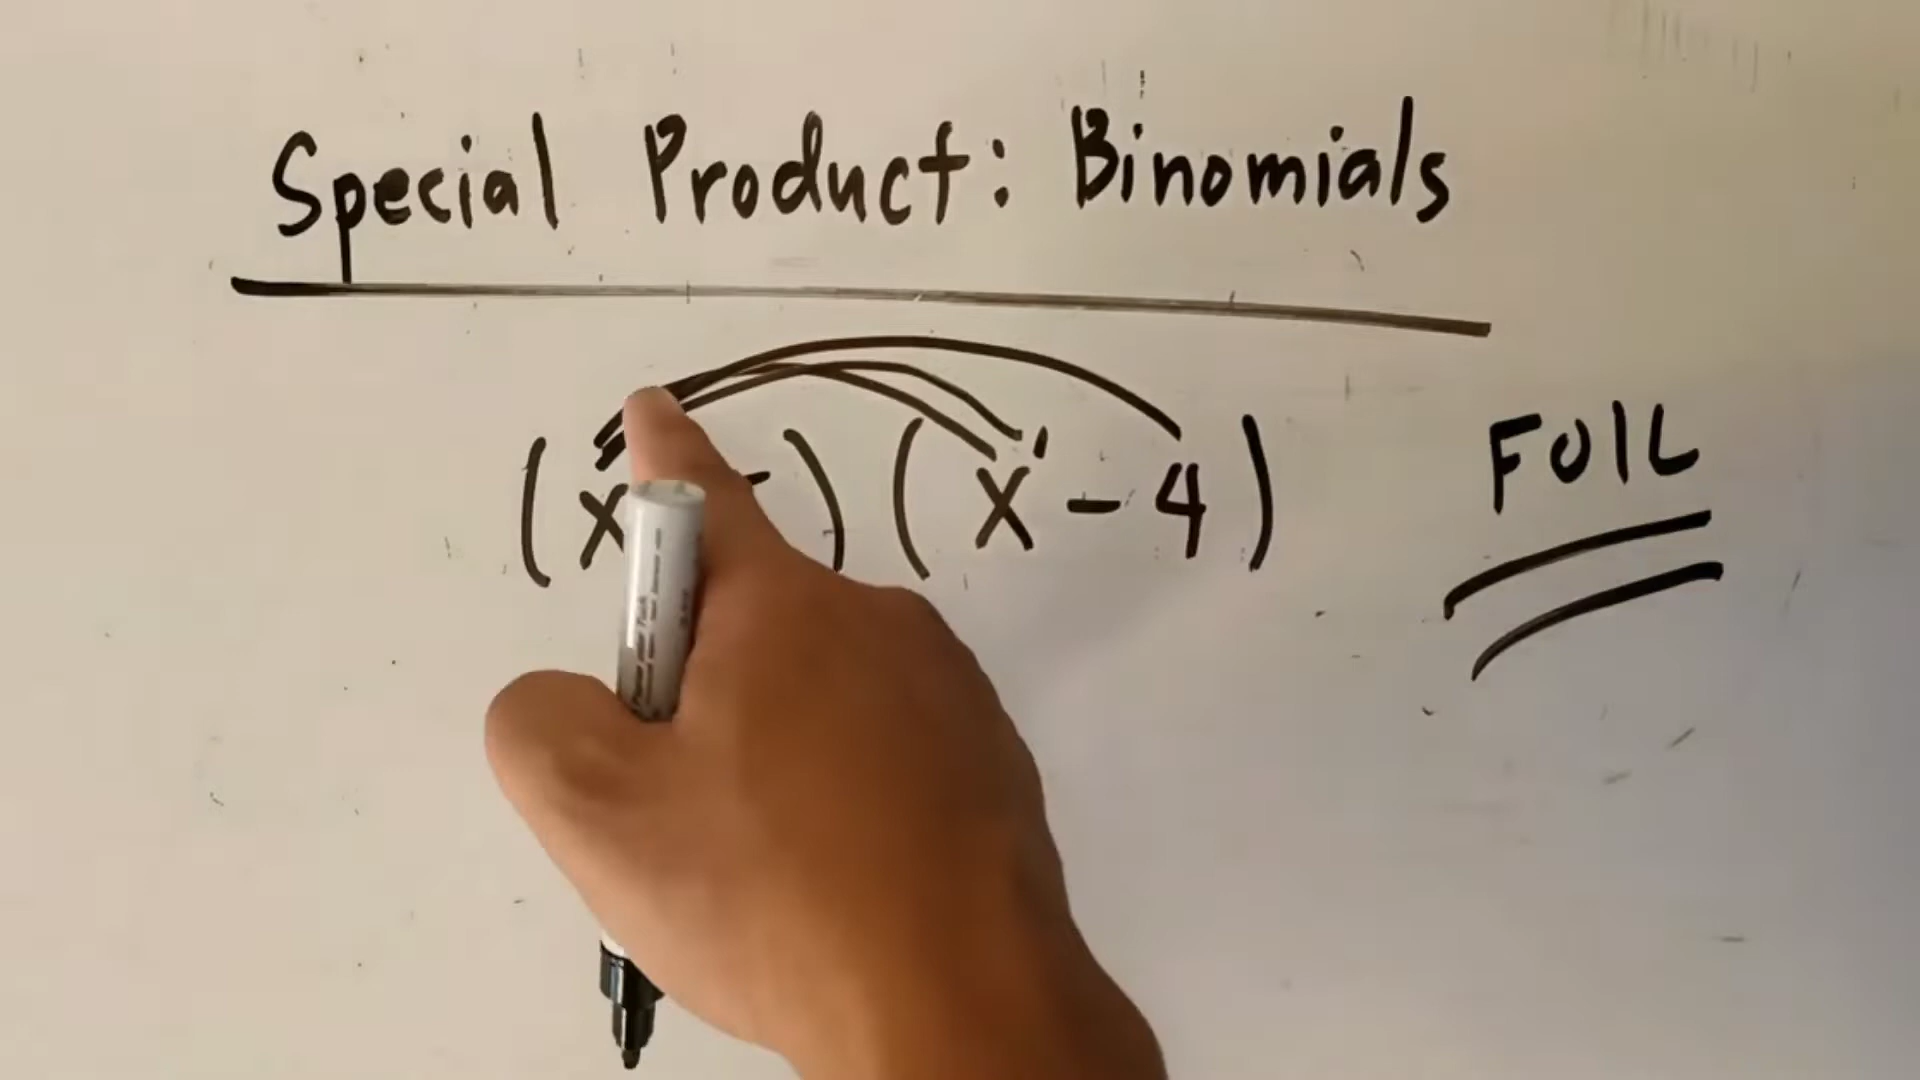 Special Product: Binomials
(x ) (x - 4) FOIL